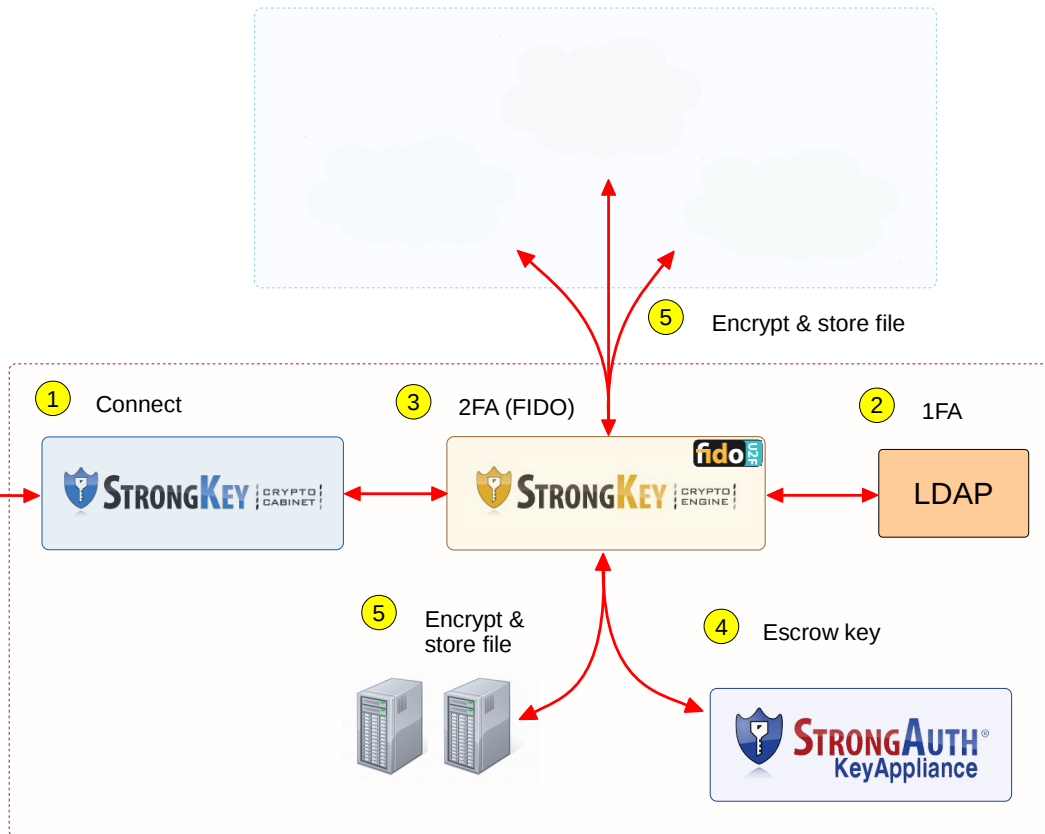 5
Encrypt & store file
1
Connect
3
2FA (FIDO)
2
1FA
STRONGKEY CRYPTO CABINET
STRONGKEY CRYPTO ENGINE
fido U2F
LDAP
5
Encrypt &
store file
4
Escrow key
STRONGAUTH®
KeyAppliance